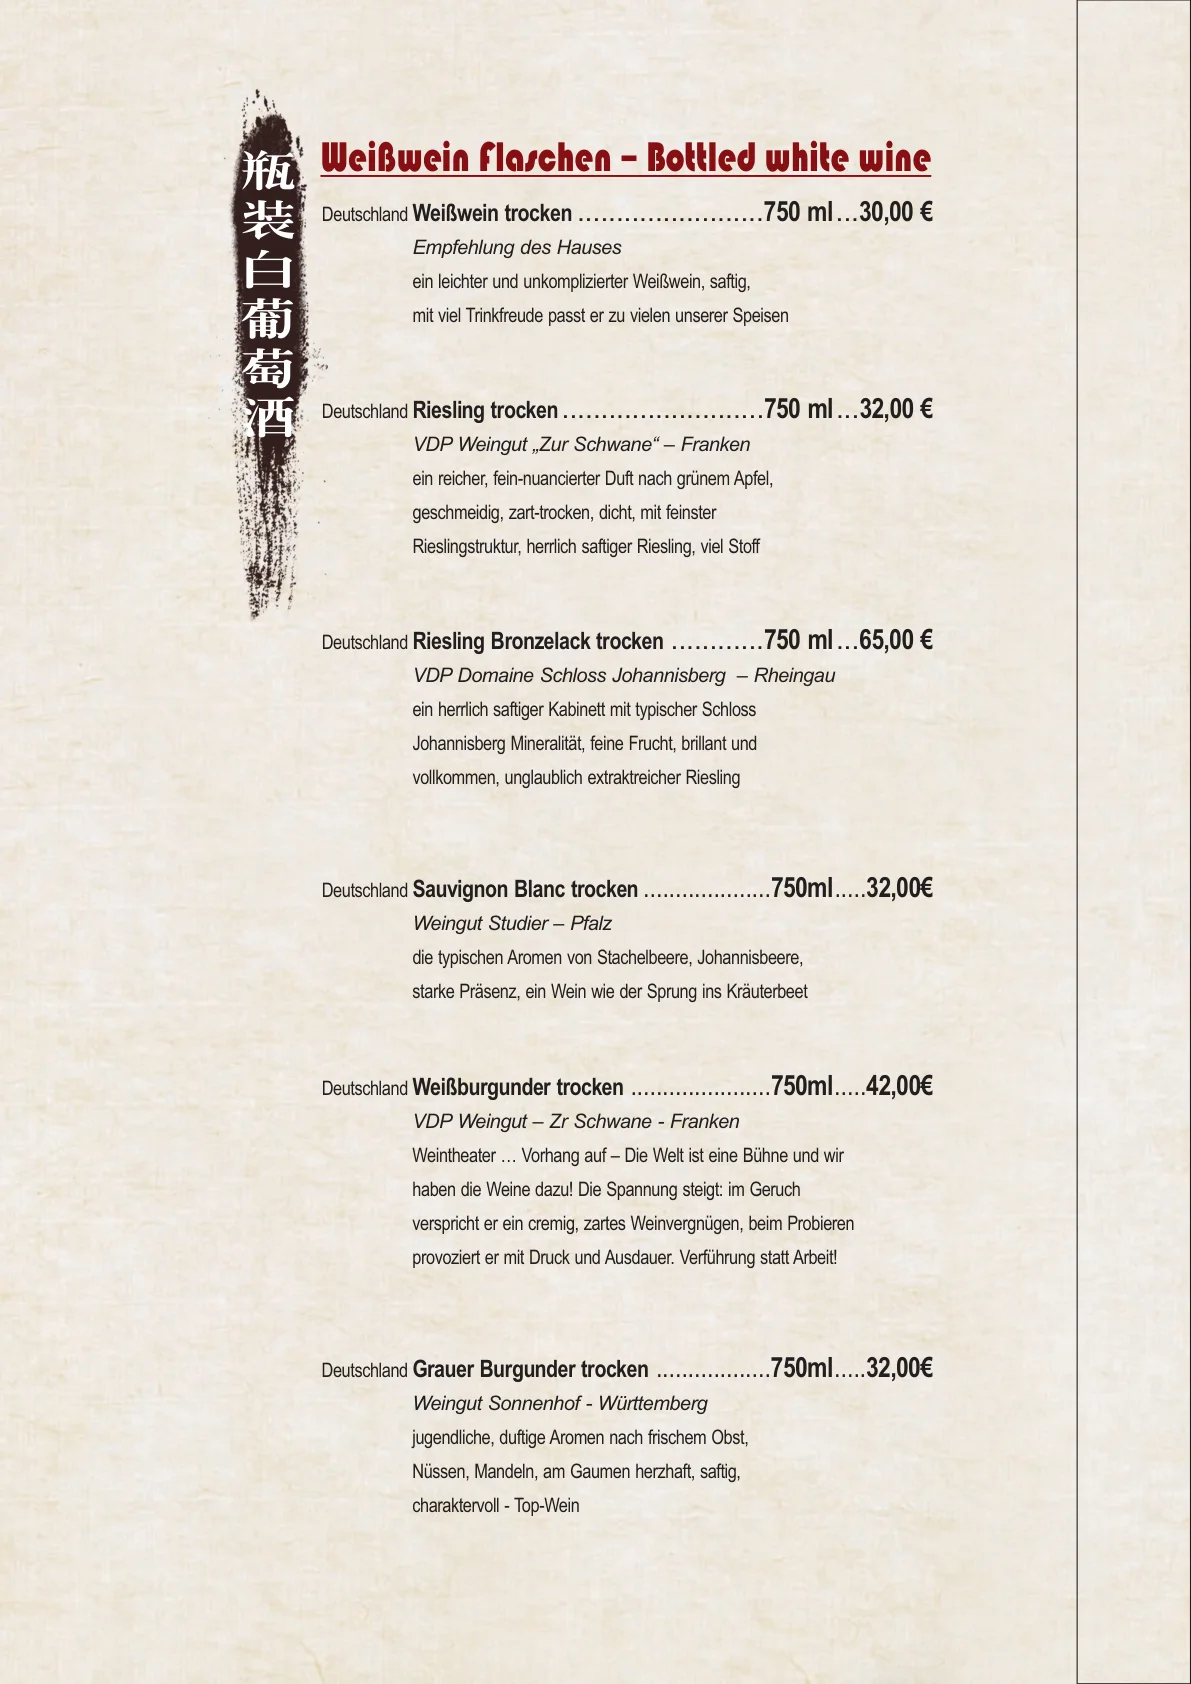 瓶装白葡萄酒
Weißwein Flaschen – Bottled white wine
Deutschland Weißwein trocken ........................750 ml...30,00 €
Empfehlung des Hauses
ein leichter und unkomplizierter Weißwein, saftig,
mit viel Trinkfreude passt er zu vielen unserer Speisen
Deutschland Riesling trocken ..........................750 ml...32,00 €
VDP Weingut „Zur Schwane“ – Franken
ein reicher, fein-nuancierter Duft nach grünem Apfel,
geschmeidig, zart-trocken, dicht, mit feinster
Rieslingstruktur, herrlich saftiger Riesling, viel Stoff
Deutschland Riesling Bronzelack trocken ............750 ml...65,00 €
VDP Domaine Schloss Johannisberg – Rheingau
ein herrlich saftiger Kabinett mit typischer Schloss
Johannisberg Mineralität, feine Frucht, brillant und
vollkommen, unglaublich extraktreicher Riesling
Deutschland Sauvignon Blanc trocken ....................750ml.....32,00€
Weingut Studier – Pfalz
die typischen Aromen von Stachelbeere, Johannisbeere,
starke Präsenz, ein Wein wie der Sprung ins Kräuterbeet
Deutschland Weißburgunder trocken ......................750ml.....42,00€
VDP Weingut – Zr Schwane - Franken
Weintheater … Vorhang auf – Die Welt ist eine Bühne und wir
haben die Weine dazu! Die Spannung steigt: im Geruch
verspricht er ein cremig, zartes Weinvergnügen, beim Probieren
provoziert er mit Druck und Ausdauer. Verführung statt Arbeit!
Deutschland Grauer Burgunder trocken ..................750ml.....32,00€
Weingut Sonnenhof - Württemberg
jugendliche, duftige Aromen nach frischem Obst,
Nüssen, Mandeln, am Gaumen herzhaft, saftig,
charaktervoll - Top-Wein